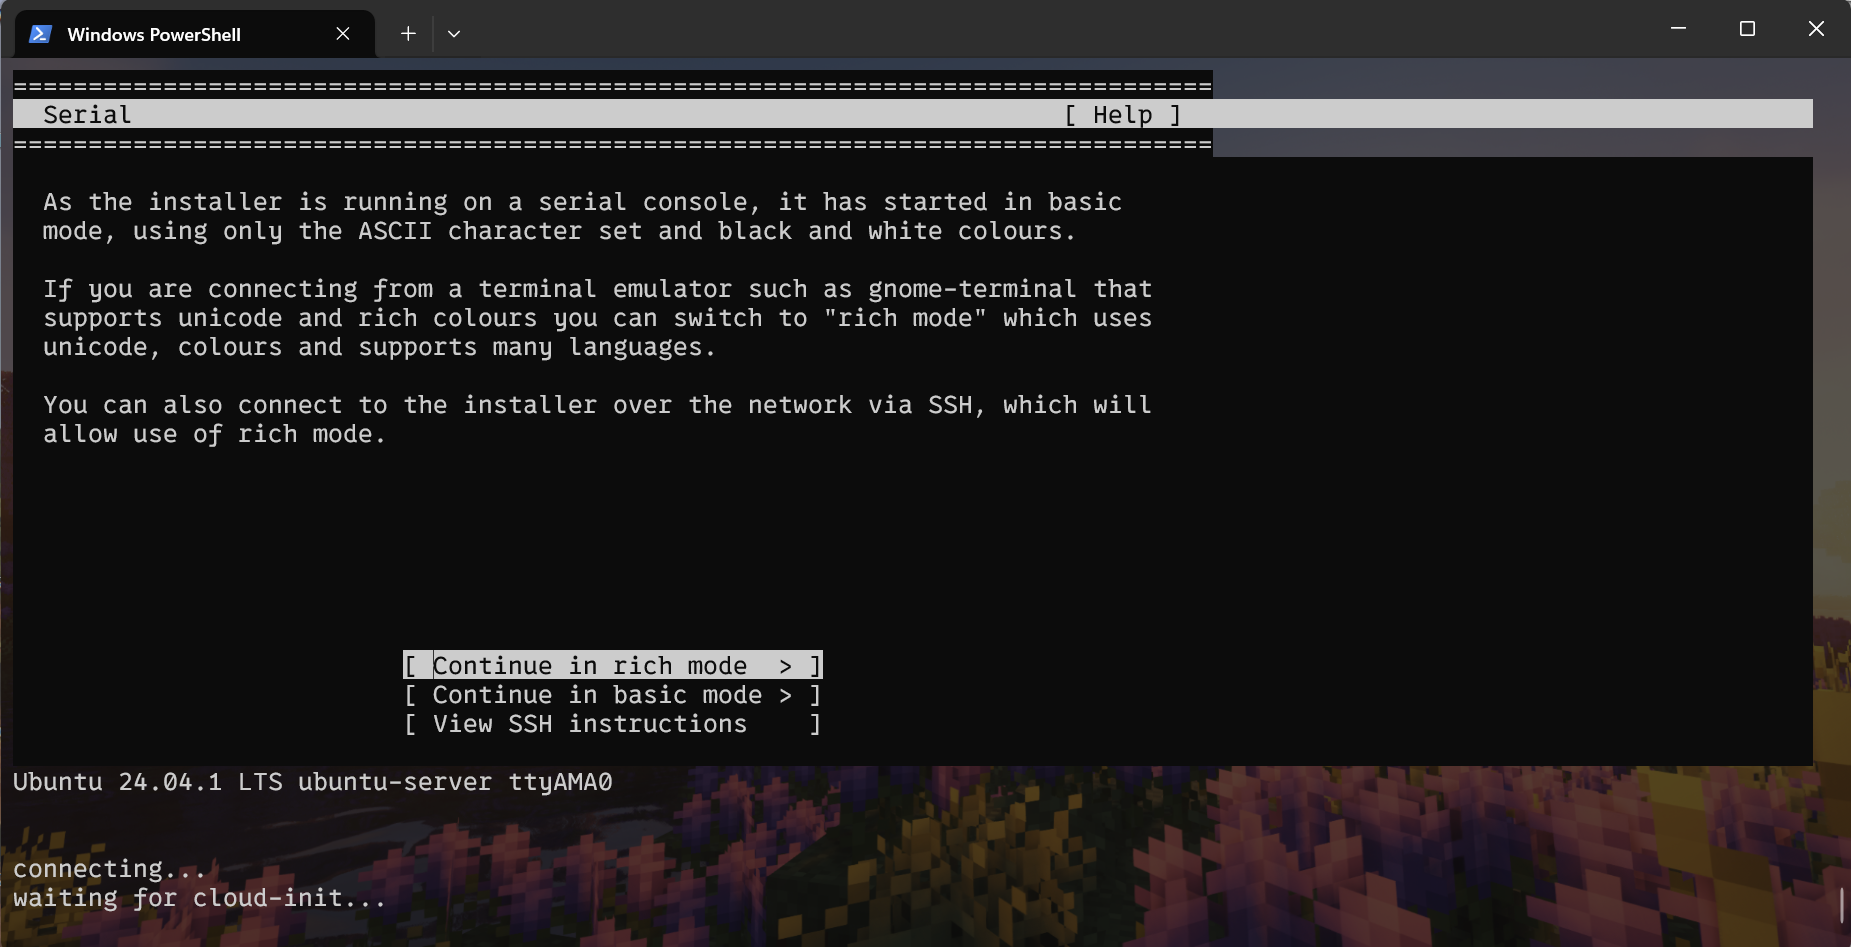 Windows PowerShell
================================================================================
Serial [ Help ]
================================================================================
As the installer is running on a serial console, it has started in basic
mode, using only the ASCII character set and black and white colours.
If you are connecting from a terminal emulator such as gnome-terminal that
supports unicode and rich colours you can switch to "rich mode" which uses
unicode, colours and supports many languages.
You can also connect to the installer over the network via SSH, which will
allow use of rich mode.
[ Continue in rich mode  > ]
[ Continue in basic mode > ]
[ View SSH instructions    ]
Ubuntu 24.04.1 LTS ubuntu-server ttyAMA0
connecting...
waiting for cloud-init...